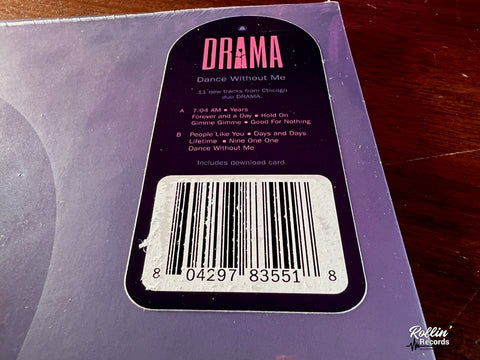 DRAMA
Dance Without Me
11 new tracks from Chicago
duo DRAMA.
A 7:04 AM • Years
Forever and a Day • Hold On
Gimme Gimme • Good For Nothing
B People Like You • Days and Days
Lifetime • Nine One One
Dance Without Me
Includes download card.
8 04297 83551 8
Rollin'
Records